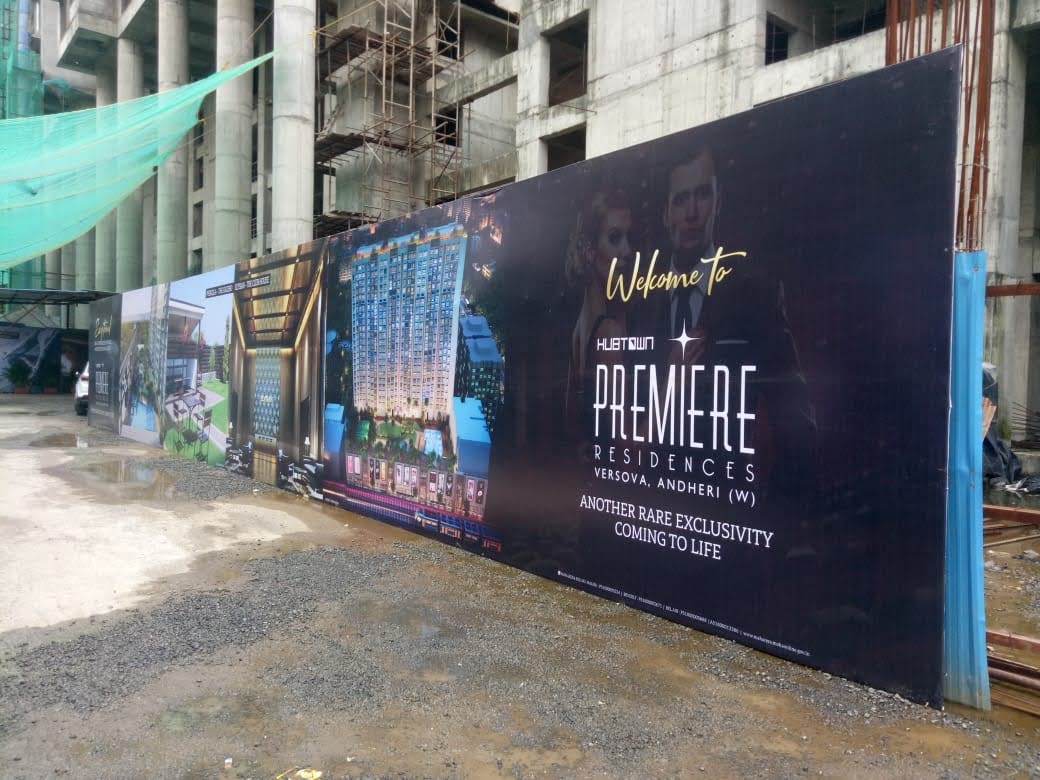 Welcome to
HUBTOWN
PREMIERE
RESIDENCES
VERSOVA, ANDHERI (W)
ANOTHER RARE EXCLUSIVITY
COMING TO LIFE